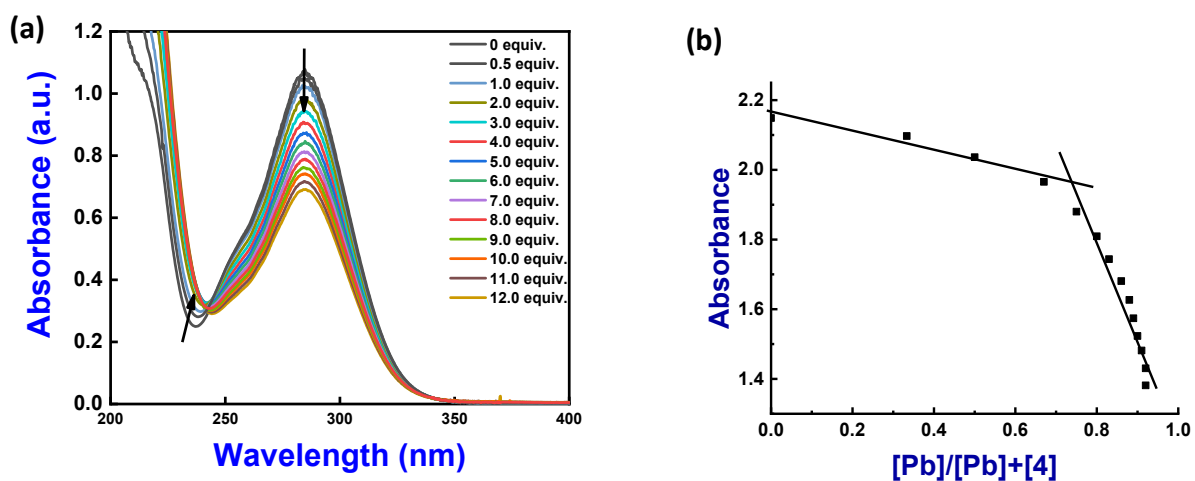 (a)
Absorbance (a.u.)
1.2
1.0
0.8
0.6
0.4
0.2
0.0
200
250
300
350
400
Wavelength (nm)
0 equiv.
0.5 equiv.
1.0 equiv.
2.0 equiv.
3.0 equiv.
4.0 equiv.
5.0 equiv.
6.0 equiv.
7.0 equiv.
8.0 equiv.
9.0 equiv.
10.0 equiv.
11.0 equiv.
12.0 equiv.
(b)
Absorbance
2.2
2.0
1.8
1.6
1.4
0.0
0.2
0.4
0.6
0.8
1.0
[Pb]/[Pb]+[4]